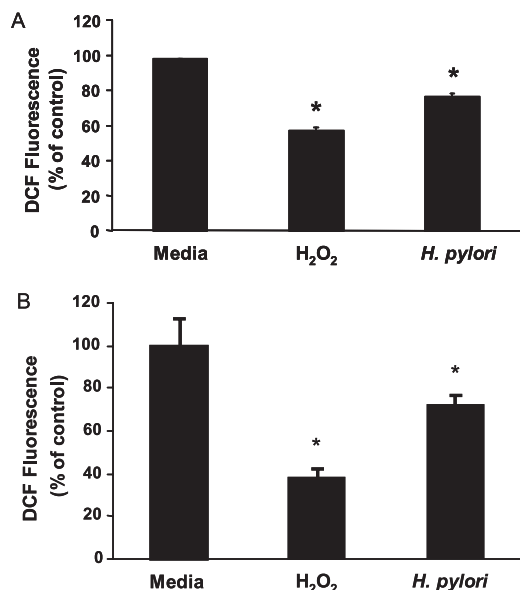 A
DCF Fluorescence
(% of control)
120
100
80
60
40
20
0
*
*
Media
H₂O₂
H. pylori
B
DCF Fluorescence
(% of control)
120
100
80
60
40
20
0
*
*
Media
H₂O₂
H. pylori